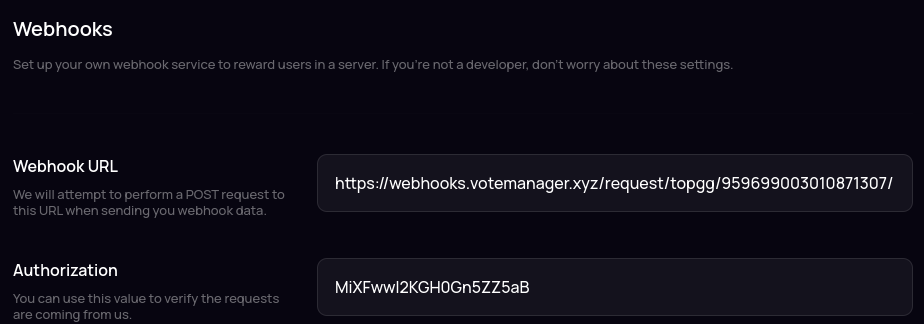 Webhooks
Set up your own webhook service to reward users in a server. If you're not a developer, don't worry about these settings.
Webhook URL
https://webhooks.votemanager.xyz/request/topgg/959699003010871307/
We will attempt to perform a POST request to
this URL when sending you webhook data.
Authorization
MiXFwwI2KGH0Gn5ZZ5aB
You can use this value to verify the requests
are coming from us.